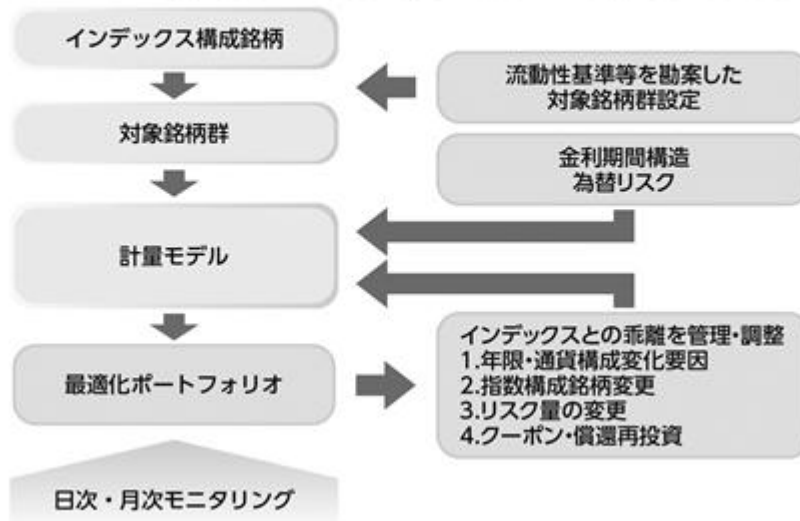 インデックス構成銘柄
流動性基準等を勘案した
対象銘柄群設定
対象銘柄群
金利期間構造
為替リスク
計量モデル
最適化ポートフォリオ
インデックスとの乖離を管理・調整
1.年限・通貨構成変化要因
2.指数構成銘柄変更
3.リスク量の変更
4.クーポン・償還再投資
日次・月次モニタリング